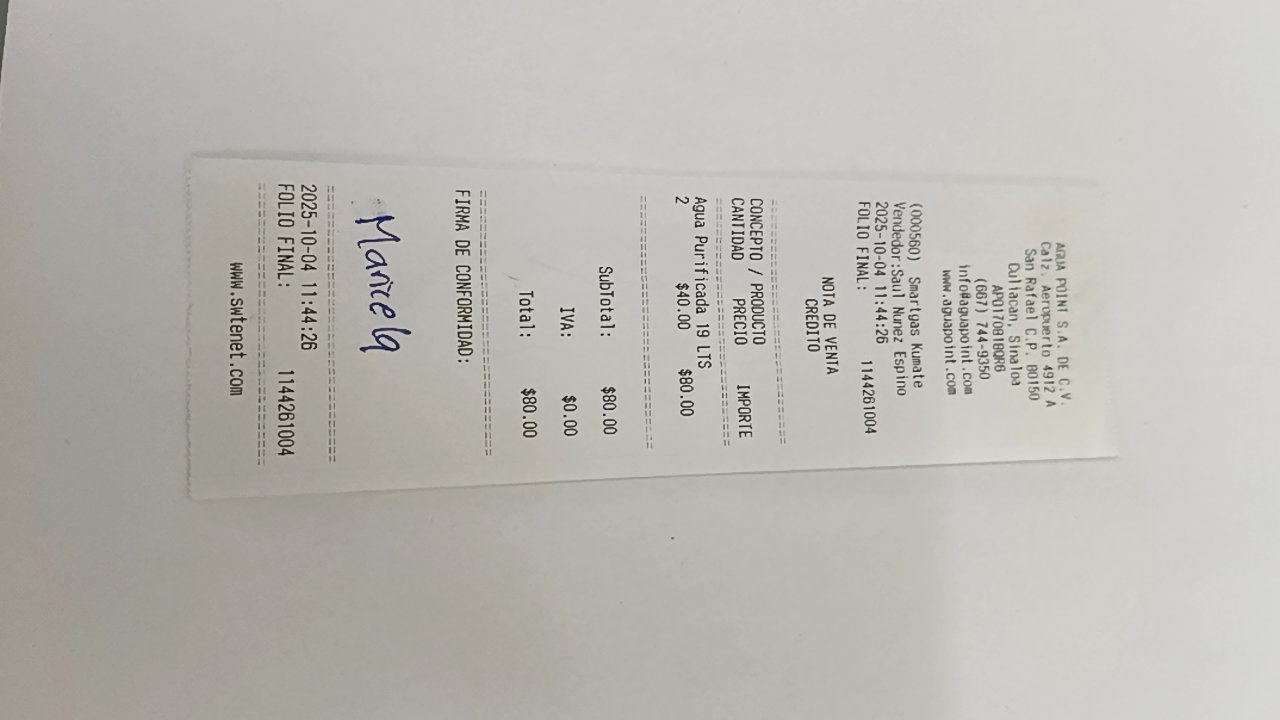 AGUA POINT S.A. DE C.V.
Calz. Aeropuerto 4912 A
San Rafael C.P. 80150
Culiacan, Sinaloa
APO170918QR6
(667) 744-9350
info@aguapoint.com
www.aguapoint.com
(000560) Smartgas Kumate
Vendedor:Saul Nunez Espino
2025-10-04 11:44:26
FOLIO FINAL: 1144261004
NOTA DE VENTA
CREDITO
CONCEPTO / PRODUCTO
CANTIDAD PRECIO IMPORTE
Agua Purificada 19 LTS
2 $40.00 $80.00
SubTotal: $80.00
IVA: $0.00
Total: $80.00
FIRMA DE CONFORMIDAD:
Maricela
2025-10-04 11:44:26
FOLIO FINAL: 1144261004
www.swtenet.com